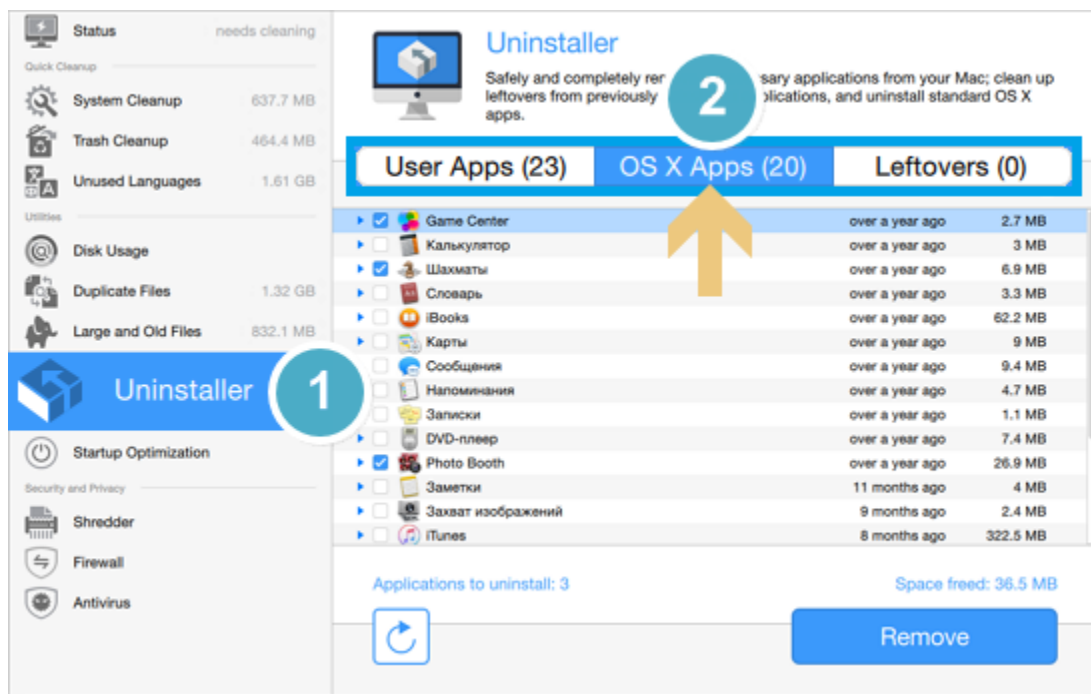 Status needs cleaning
Quick Cleanup
System Cleanup 637.7 MB
Trash Cleanup 464.4 MB
Unused Languages 1.61 GB
Utilities
Disk Usage
Duplicate Files 1.32 GB
Large and Old Files 832.1 MB
Uninstaller
1
Startup Optimization
Security and Privacy
Shredder
Firewall
Antivirus
Uninstaller
Safely and completely sary applications from your Mac; clean up
leftovers from previously plications, and uninstall standard OS X
apps.
2
User Apps (23) OS X Apps (20) Leftovers (0)
Game Center over a year ago 2.7 MB
Калькулятор over a year ago 3 MB
Шахматы over a year ago 6.9 MB
Словарь over a year ago 3.3 MB
iBooks over a year ago 62.2 MB
Карты over a year ago 9 MB
Сообщения over a year ago 9.4 MB
Напоминания over a year ago 4.7 MB
Записки over a year ago 1.1 MB
DVD-плеер over a year ago 7.4 MB
Photo Booth over a year ago 26.9 MB
Заметки 11 months ago 4 MB
Захват изображений 9 months ago 2.4 MB
iTunes 8 months ago 322.5 MB
Applications to uninstall: 3 Space freed: 36.5 MB
Remove